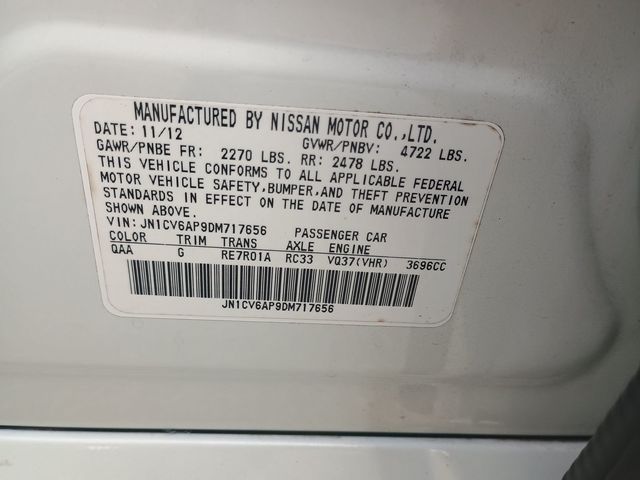 MANUFACTURED BY NISSAN MOTOR CO.,LTD.
DATE: 11/12 GVWR/PNBV: 4722 LBS.
GAWR/PNBE FR: 2270 LBS. RR: 2478 LBS.
THIS VEHICLE CONFORMS TO ALL APPLICABLE FEDERAL
MOTOR VEHICLE SAFETY,BUMPER,AND THEFT PREVENTION
STANDARDS IN EFFECT ON THE DATE OF MANUFACTURE
SHOWN ABOVE.
VIN: JN1CV6AP9DM717656 PASSENGER CAR
COLOR TRIM TRANS AXLE ENGINE
QAA G RE7R01A RC33 VQ37(VHR) 3696CC
JN1CV6AP9DM717656